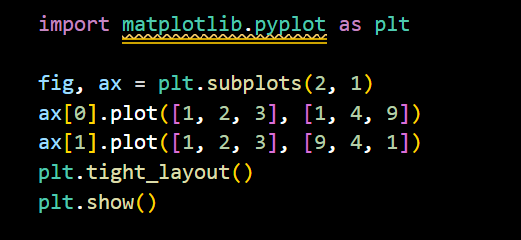 import matplotlib.pyplot as plt
fig, ax = plt.subplots(2, 1)
ax[0].plot([1, 2, 3], [1, 4, 9])
ax[1].plot([1, 2, 3], [9, 4, 1])
plt.tight_layout()
plt.show()